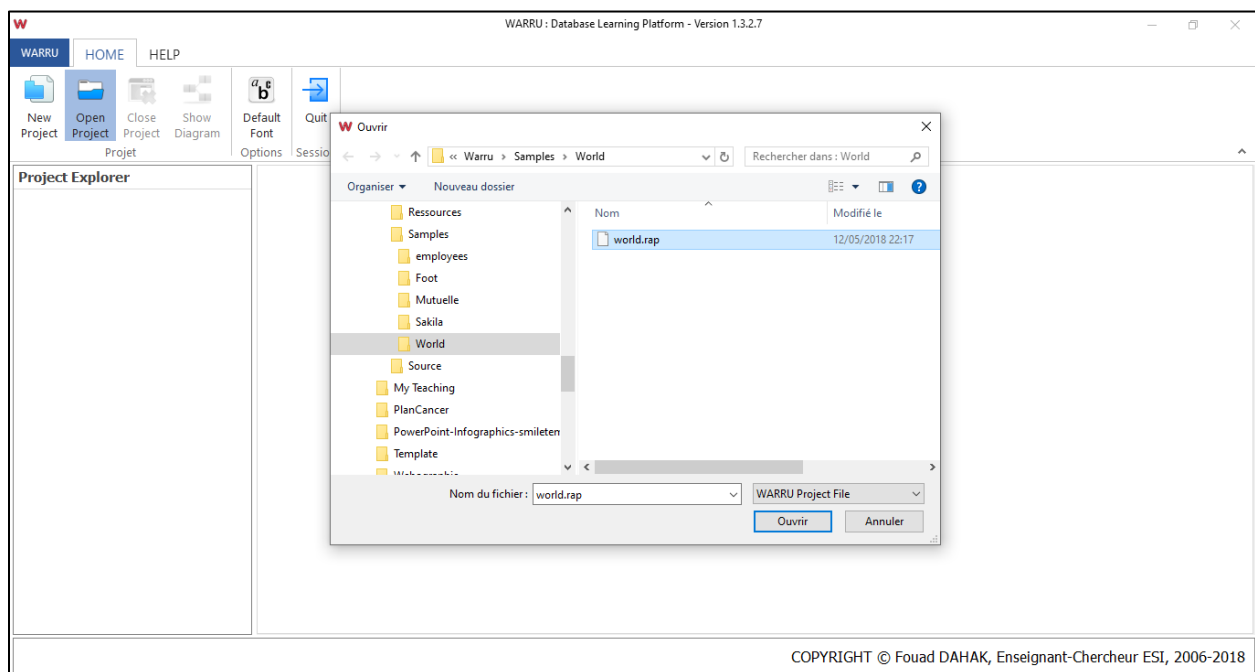 W
WARRU : Database Learning Platform - Version 1.3.2.7
WARRU HOME HELP
New Project
Open Project
Close Project
Show Diagram
Default Font
Quit
Projet
Options
Sessio
Project Explorer
W Ouvrir
« Warru › Samples › World
Rechercher dans : World
Organiser
Nouveau dossier
Ressources
Samples
employees
Foot
Mutuelle
Sakila
World
Source
My Teaching
PlanCancer
PowerPoint-Infographics-smiletem
Template
Nom
Modifié le
world.rap
12/05/2018 22:17
Nom du fichier : world.rap
WARRU Project File
Ouvrir
Annuler
COPYRIGHT © Fouad DAHAK, Enseignant-Chercheur ESI, 2006-2018